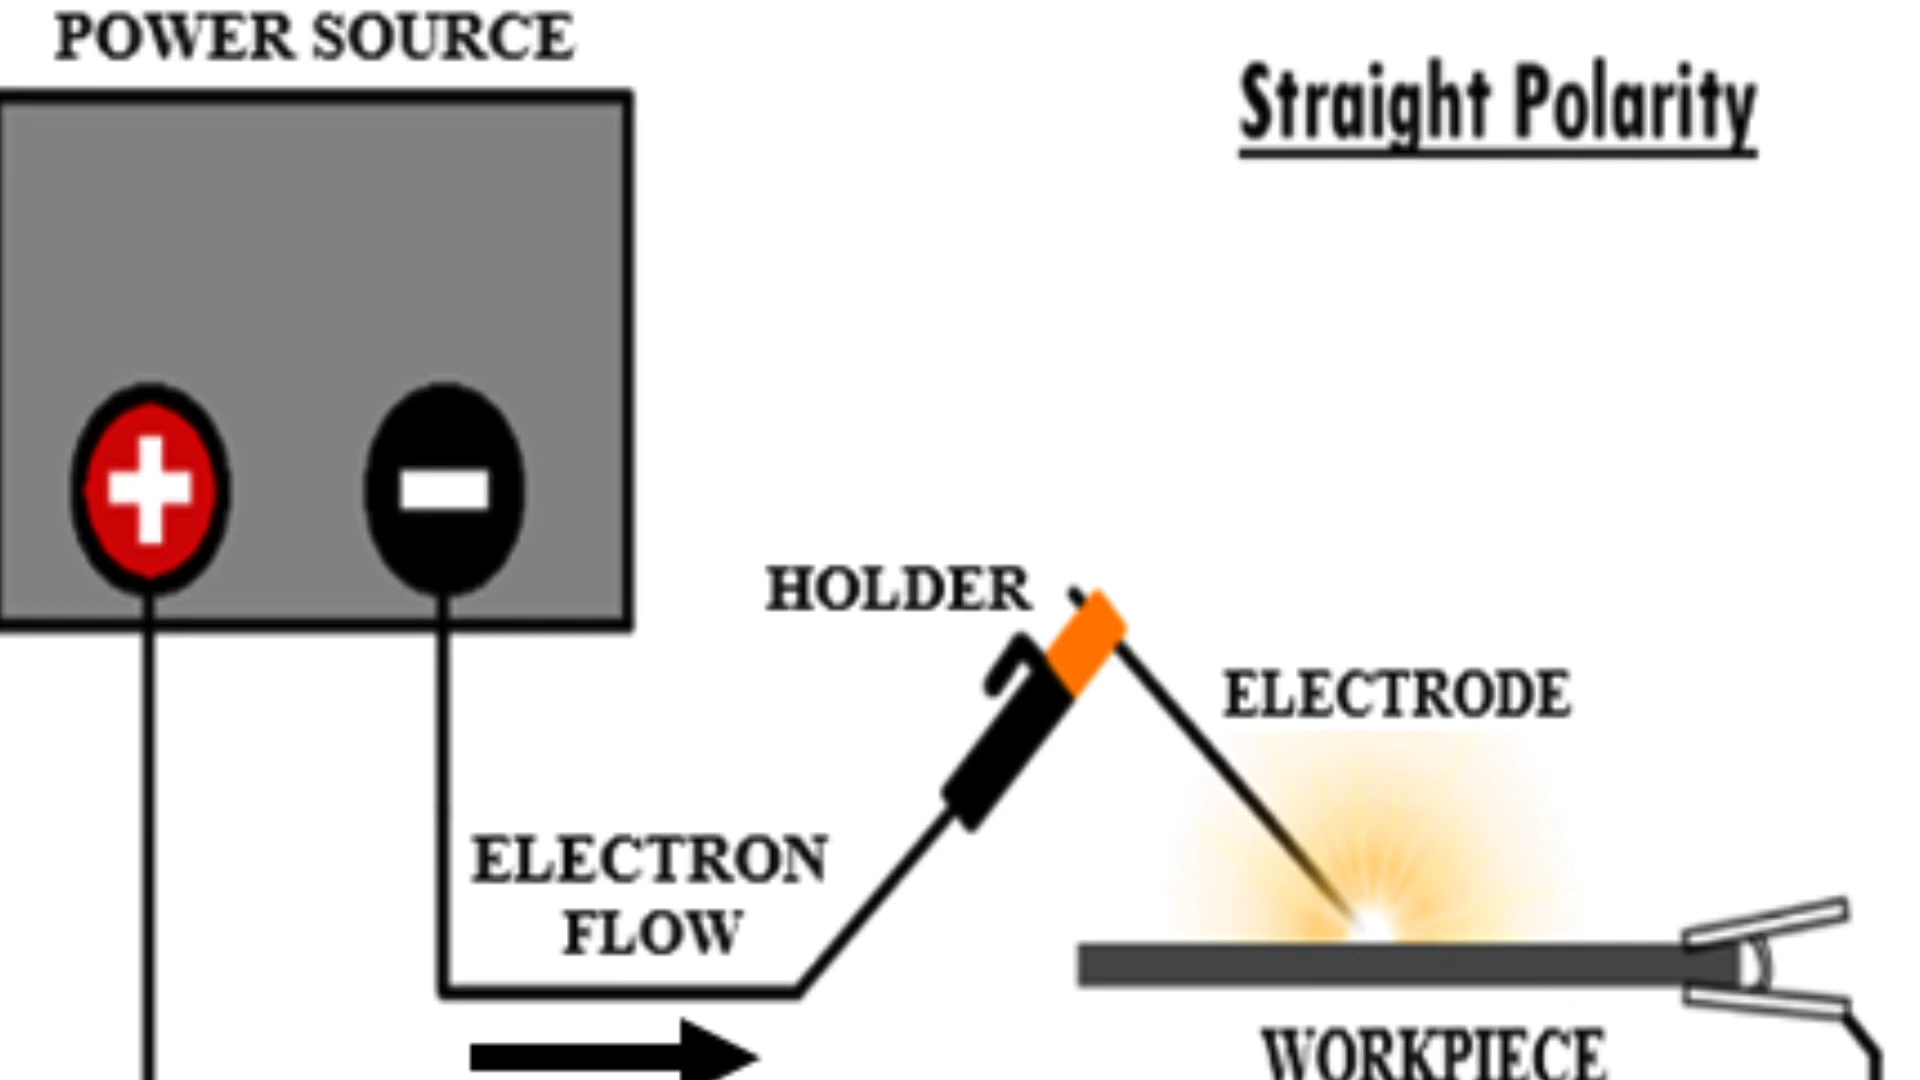 POWER SOURCE
Straight Polarity
HOLDER
ELECTRODE
ELECTRON
FLOW
WORKPIECE